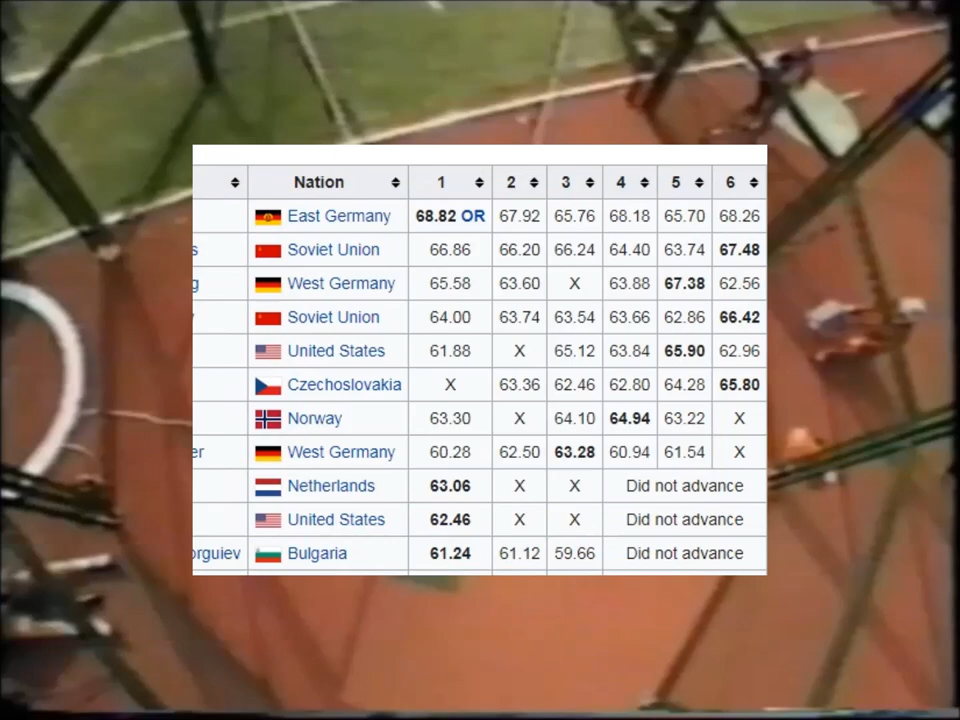 Nation 1 2 3 4 5 6
East Germany 68.82 OR 67.92 65.76 68.18 65.70 68.26
s Soviet Union 66.86 66.20 66.24 64.40 63.74 67.48
g West Germany 65.58 63.60 X 63.88 67.38 62.56
Soviet Union 64.00 63.74 63.54 63.66 62.86 66.42
United States 61.88 X 65.12 63.84 65.90 62.96
Czechoslovakia X 63.36 62.46 62.80 64.28 65.80
Norway 63.30 X 64.10 64.94 63.22 X
er West Germany 60.28 62.50 63.28 60.94 61.54 X
Netherlands 63.06 X X Did not advance
United States 62.46 X X Did not advance
orguiev Bulgaria 61.24 61.12 59.66 Did not advance